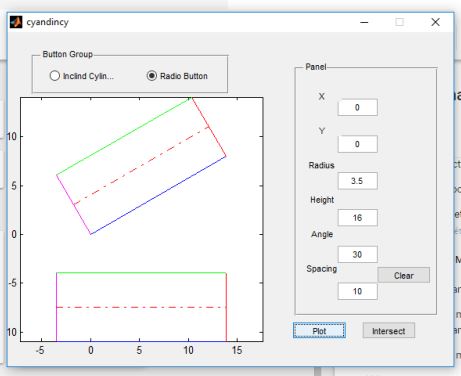 cyandincy
Button Group
Inclind Cylin...
Radio Button
Panel
X
0
Y
0
Radius
3.5
Height
16
Angle
30
Spacing
10
Clear
Plot
Intersect
10
5
0
-5
10
-5
0
5
10
15